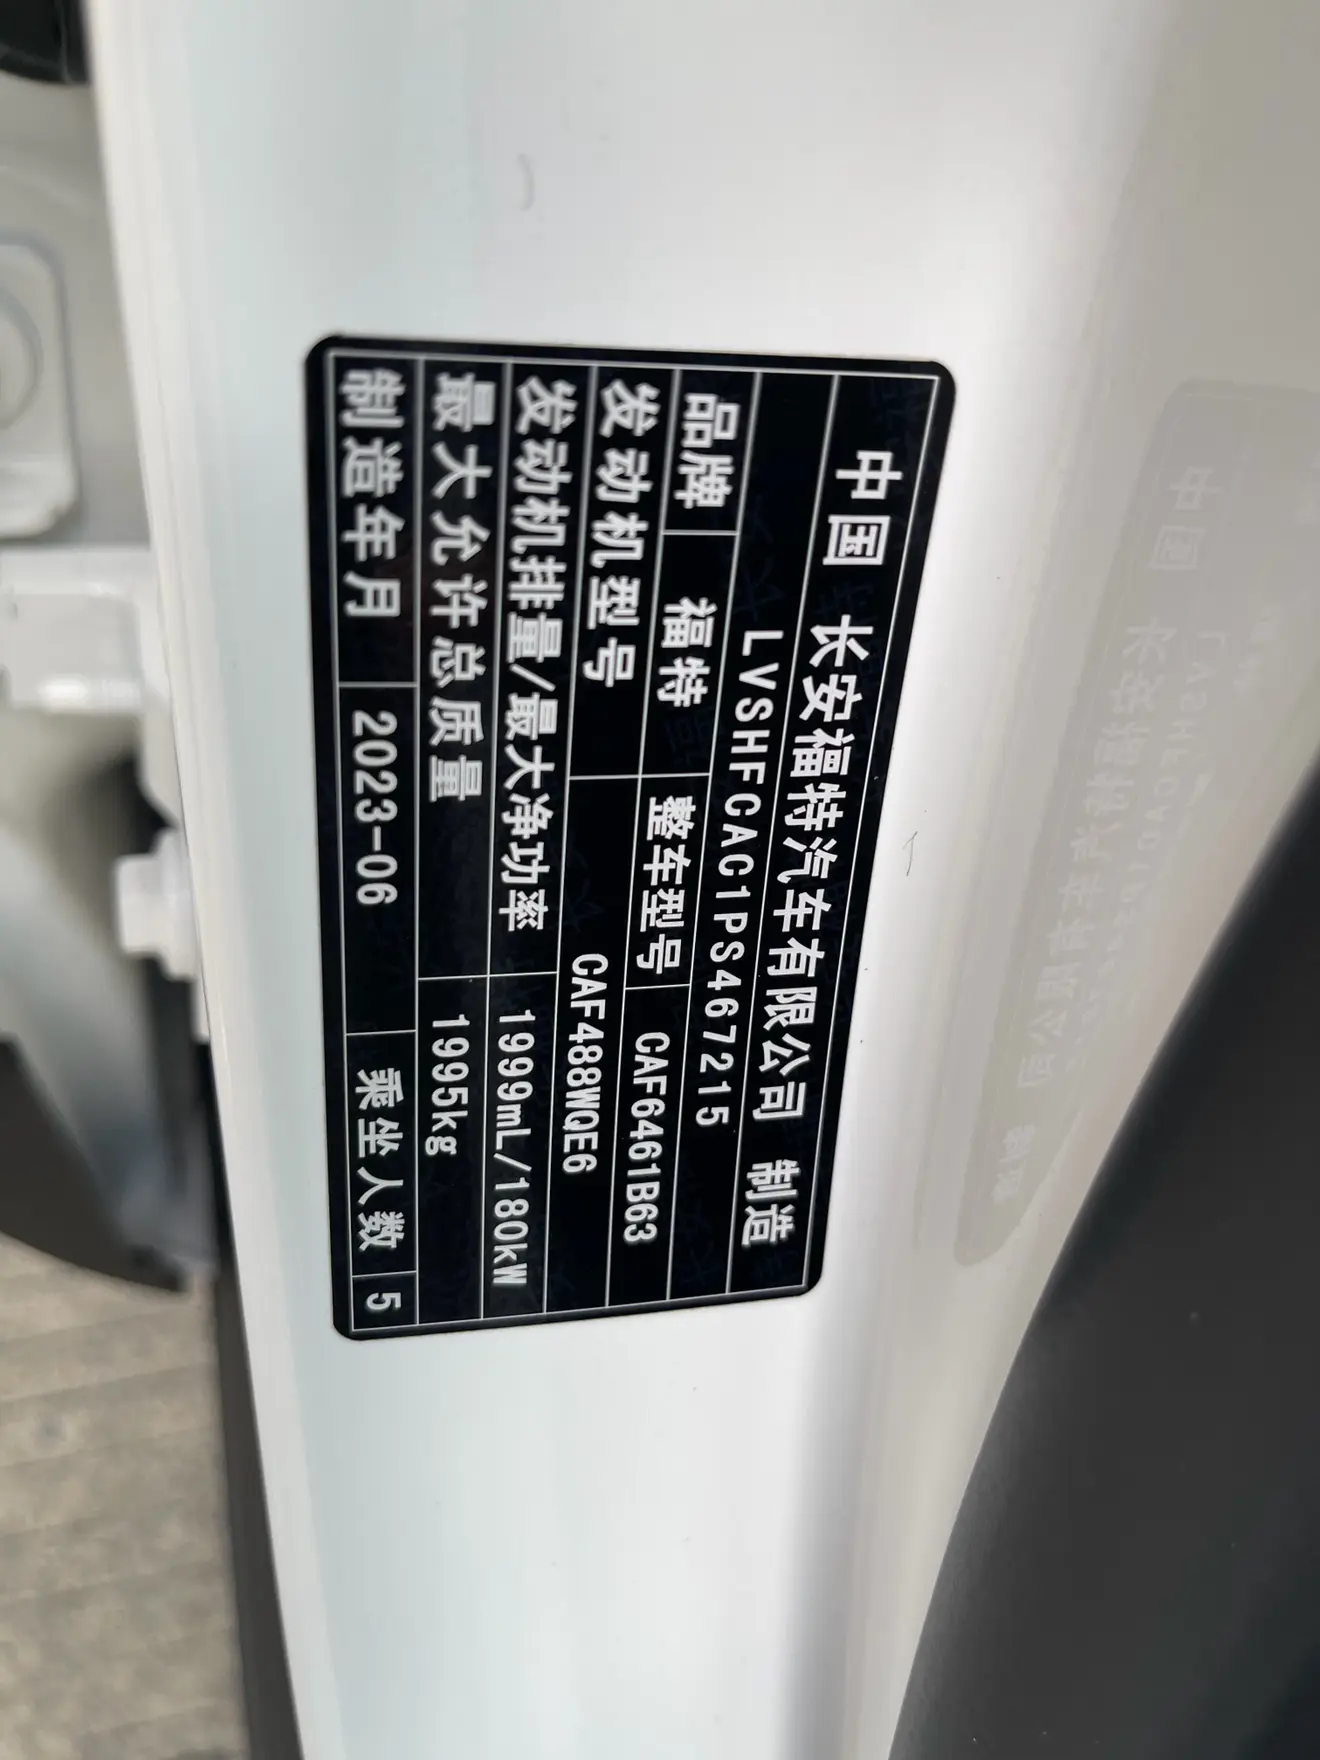 中国 长安福特汽车有限公司 制造
LVSHFCAC1PS467215
品牌 福特 整车型号 CAF6461B63
发动机型号 CAF488WQE6
发动机排量/最大净功率 1999mL/180kW
最大允许总质量 1995kg
制造年月 2023-06 乘坐人数 5